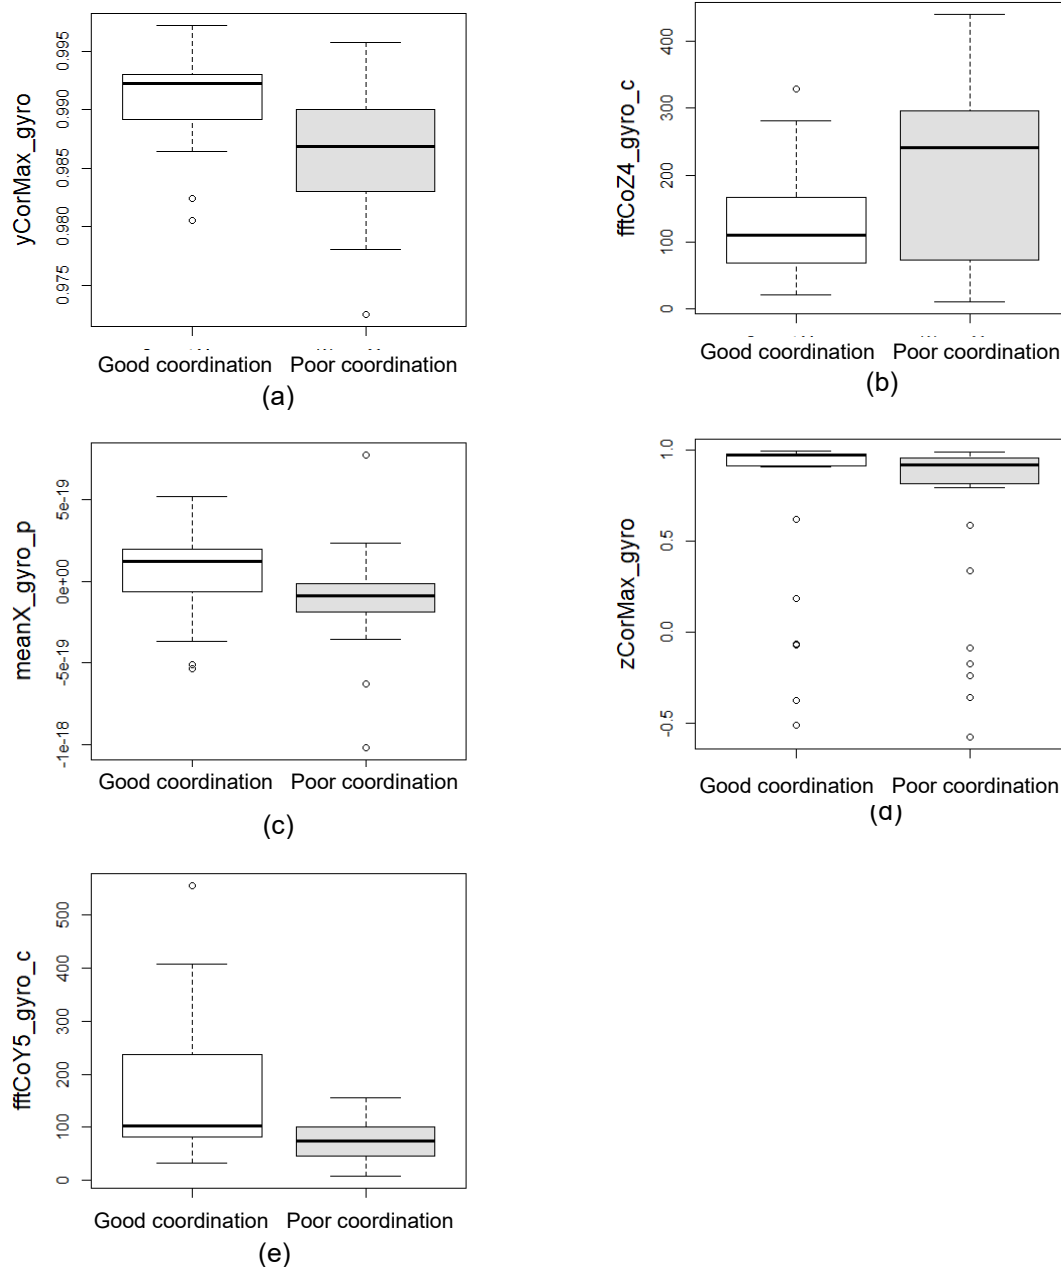 yCorMax_gyro
0.995
0.990
0.985
0.980
0.975
Good coordination
Poor coordination
(a)
fftCoZ4_gyro_c
400
300
200
100
0
Good coordination
Poor coordination
(b)
meanX_gyro_p
5e-19
0e+00
-5e-19
-1e-18
Good coordination
Poor coordination
(c)
zCorMax_gyro
1.0
0.5
0.0
-0.5
Good coordination
Poor coordination
(d)
fftCoY5_gyro_c
500
400
300
200
100
0
Good coordination
Poor coordination
(e)